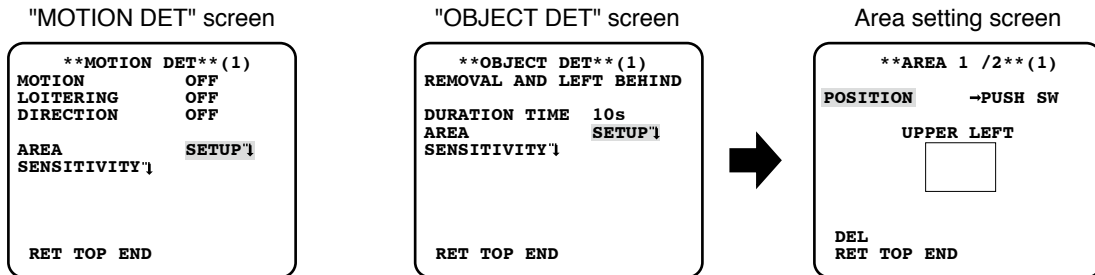 "MOTION DET" screen
**MOTION DET**(1)
MOTION OFF
LOITERING OFF
DIRECTION OFF
AREA SETUP
SENSITIVITY
RET TOP END
"OBJECT DET" screen
**OBJECT DET**(1)
REMOVAL AND LEFT BEHIND
DURATION TIME 10s
AREA SETUP
SENSITIVITY
RET TOP END
Area setting screen
**AREA 1 /2**(1)
POSITION →PUSH SW
UPPER LEFT
DEL
RET TOP END